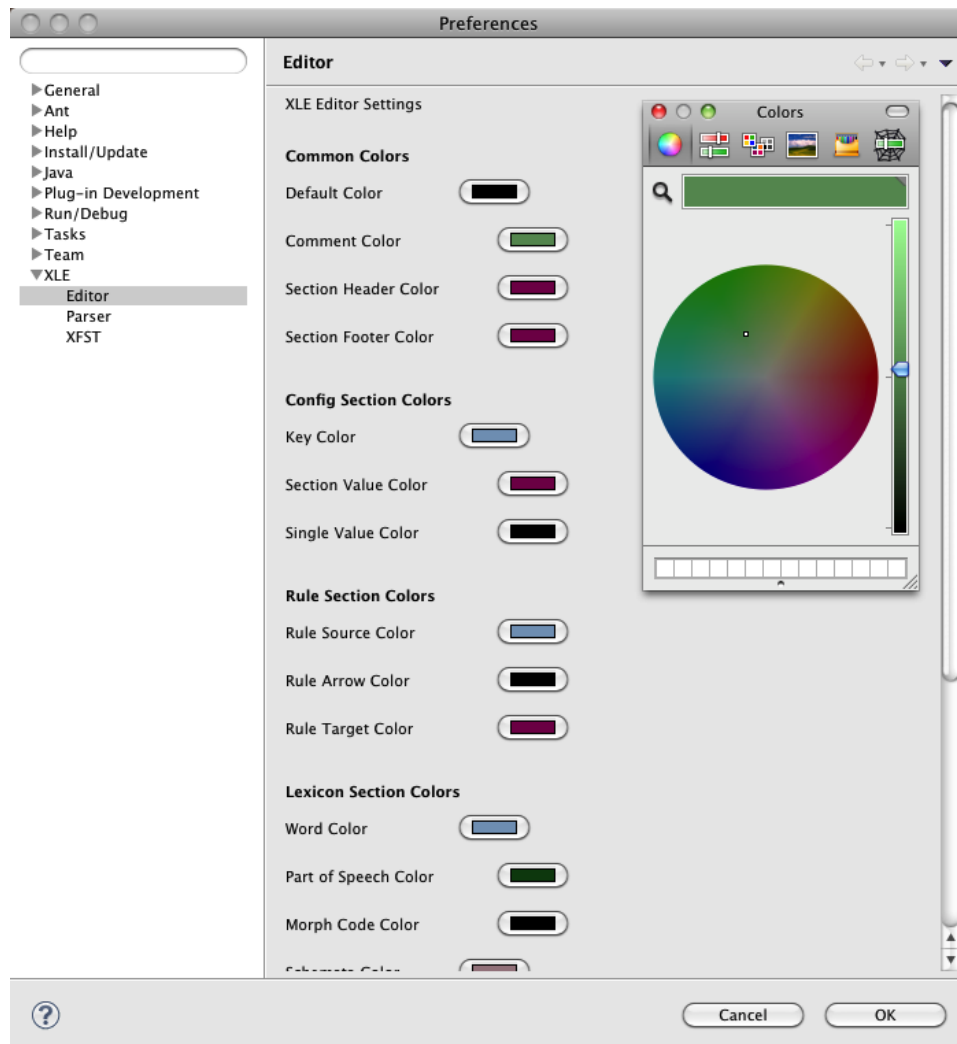 Preferences
General
Ant
Help
Install/Update
Java
Plug-in Development
Run/Debug
Tasks
Team
XLE
Editor
Parser
XFST
Editor
XLE Editor Settings
Common Colors
Default Color
Comment Color
Section Header Color
Section Footer Color
Config Section Colors
Key Color
Section Value Color
Single Value Color
Rule Section Colors
Rule Source Color
Rule Arrow Color
Rule Target Color
Lexicon Section Colors
Word Color
Part of Speech Color
Morph Code Color
Colors
?
Cancel
OK